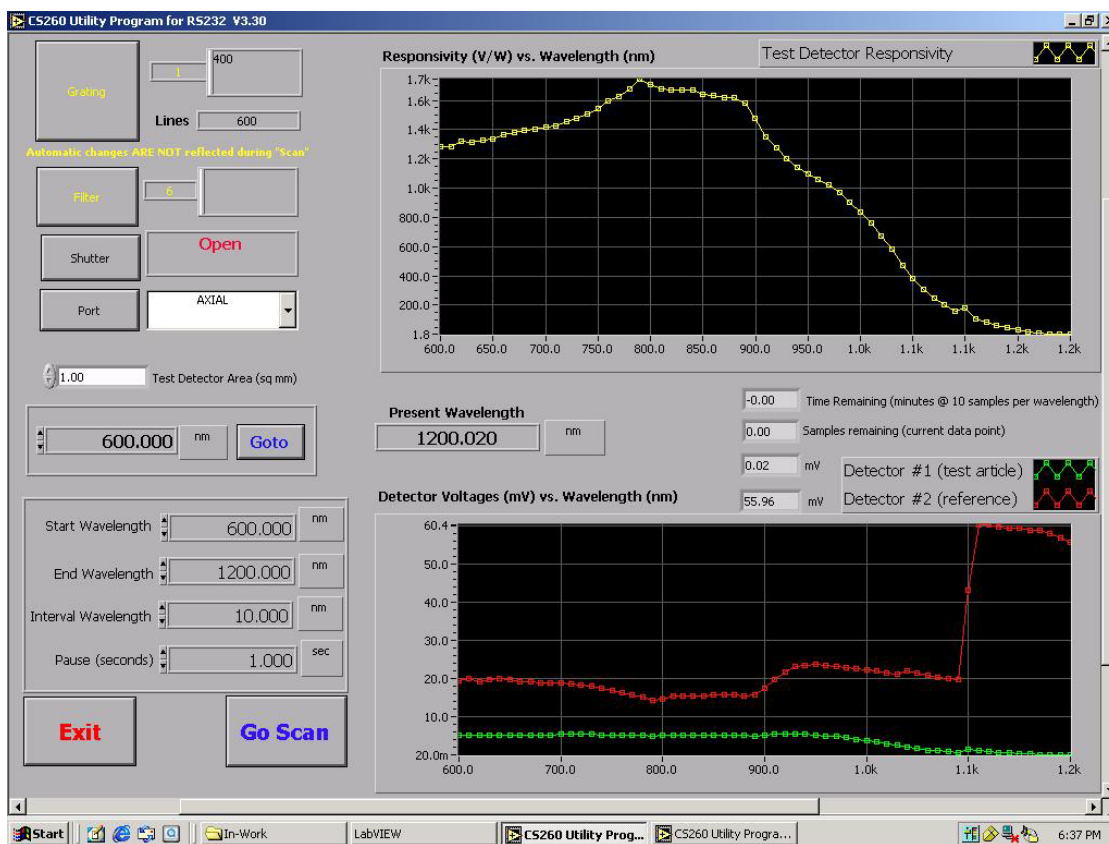 CS260 Utility Program for RS232 V3.30
Grating
1
400
Lines
600
Automatic changes ARE NOT reflected during "Scan"
Filter
6
Shutter
Open
Port
AXIAL
1.00
Test Detector Area (sq mm)
600.000
nm
Goto
Start Wavelength
600.000
nm
End Wavelength
1200.000
nm
Interval Wavelength
10.000
nm
Pause (seconds)
1.000
sec
Exit
Go Scan
Responsivity (V/W) vs. Wavelength (nm)
Test Detector Responsivity
1.7k
1.6k
1.4k
1.2k
1.0k
800.0
600.0
400.0
200.0
1.8
600.0 650.0 700.0 750.0 800.0 850.0 900.0 950.0 1.0k 1.1k 1.1k 1.2k 1.2k
Present Wavelength
1200.020
nm
-0.00
Time Remaining (minutes @ 10 samples per wavelength)
0.00
Samples remaining (current data point)
0.02
mV
55.96
mV
Detector #1 (test article)
Detector #2 (reference)
Detector Voltages (mV) vs. Wavelength (nm)
60.4
50.0
40.0
30.0
20.0
10.0
20.0m
600.0 700.0 800.0 900.0 1.0k 1.1k 1.2k
Start
In-Work
LabVIEW
CS260 Utility Prog...
CS260 Utility Progra...
6:37 PM